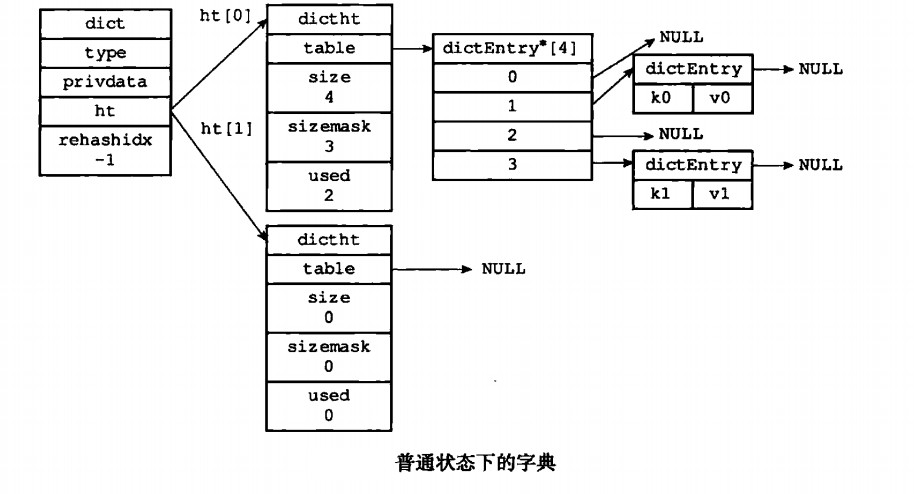 dict
type
privdata
ht
rehashidx
-1
ht[0]
ht[1]
dictht
table
size
4
sizemask
3
used
2
dictEntry*[4]
0
1
2
3
NULL
dictEntry
k0 v0
NULL
NULL
dictEntry
k1 v1
NULL
dictht
table
size
0
sizemask
0
used
0
NULL
普通状态下的字典